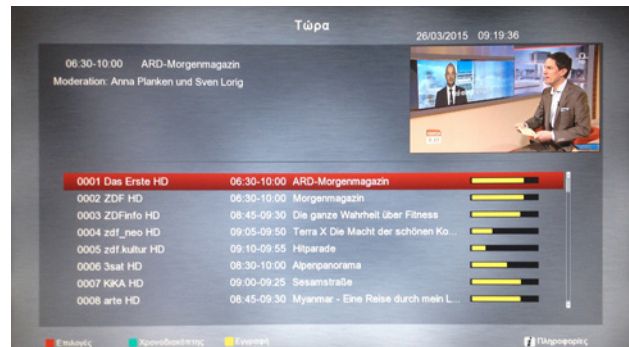 Τώρα
26/03/2015 09:19:36
06:30-10:00 ARD-Morgenmagazin
Moderation: Anna Planken und Sven Lorig
0001 Das Erste HD 06:30-10:00 ARD-Morgenmagazin
0002 ZDF HD 06:30-10:00 Morgenmagazin
0003 ZDFinfo HD 08:45-09:30 Die ganze Wahrheit über Fitness
0004 zdf_neo HD 09:05-09:50 Terra X Die Macht der schönen Ko...
0005 zdf.kultur HD 09:10-09:55 Hitparade
0006 3sat HD 08:30-10:00 Alpenpanorama
0007 KiKA HD 09:00-09:25 Sesamstraße
0008 arte HD 08:45-09:30 Myanmar - Eine Reise durch mein L...
Επιλογές Χρονοδιακόπτης Εγγραφή Πληροφορίες